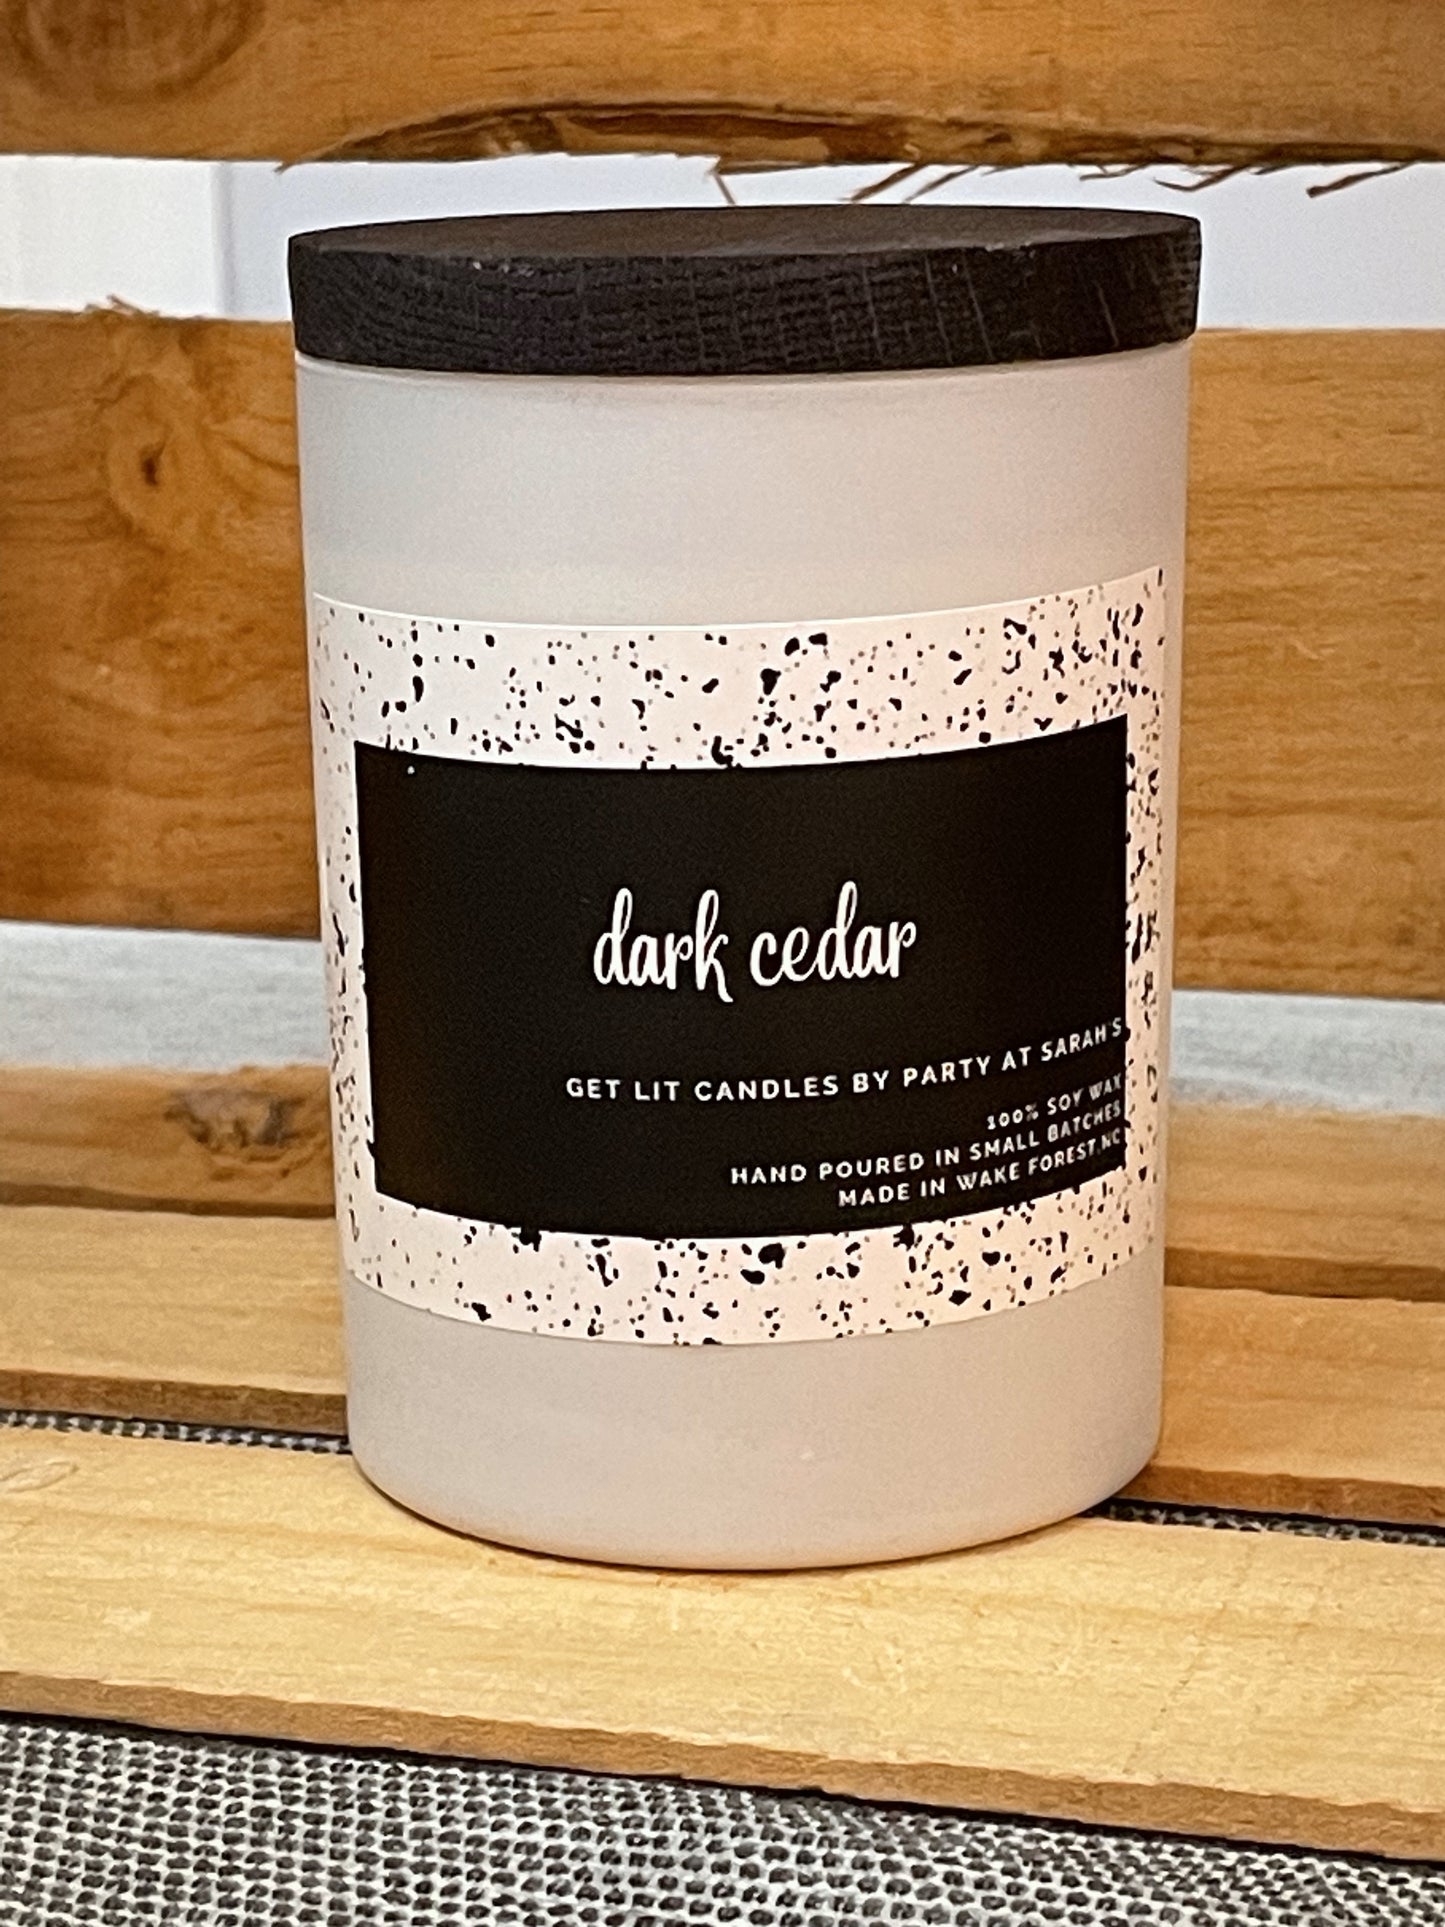 dark cedar
GET LIT CANDLES BY PARTY AT SARAH'S
100% SOY WAX
HAND POURED IN SMALL BATCHES
MADE IN WAKE FOREST, NC